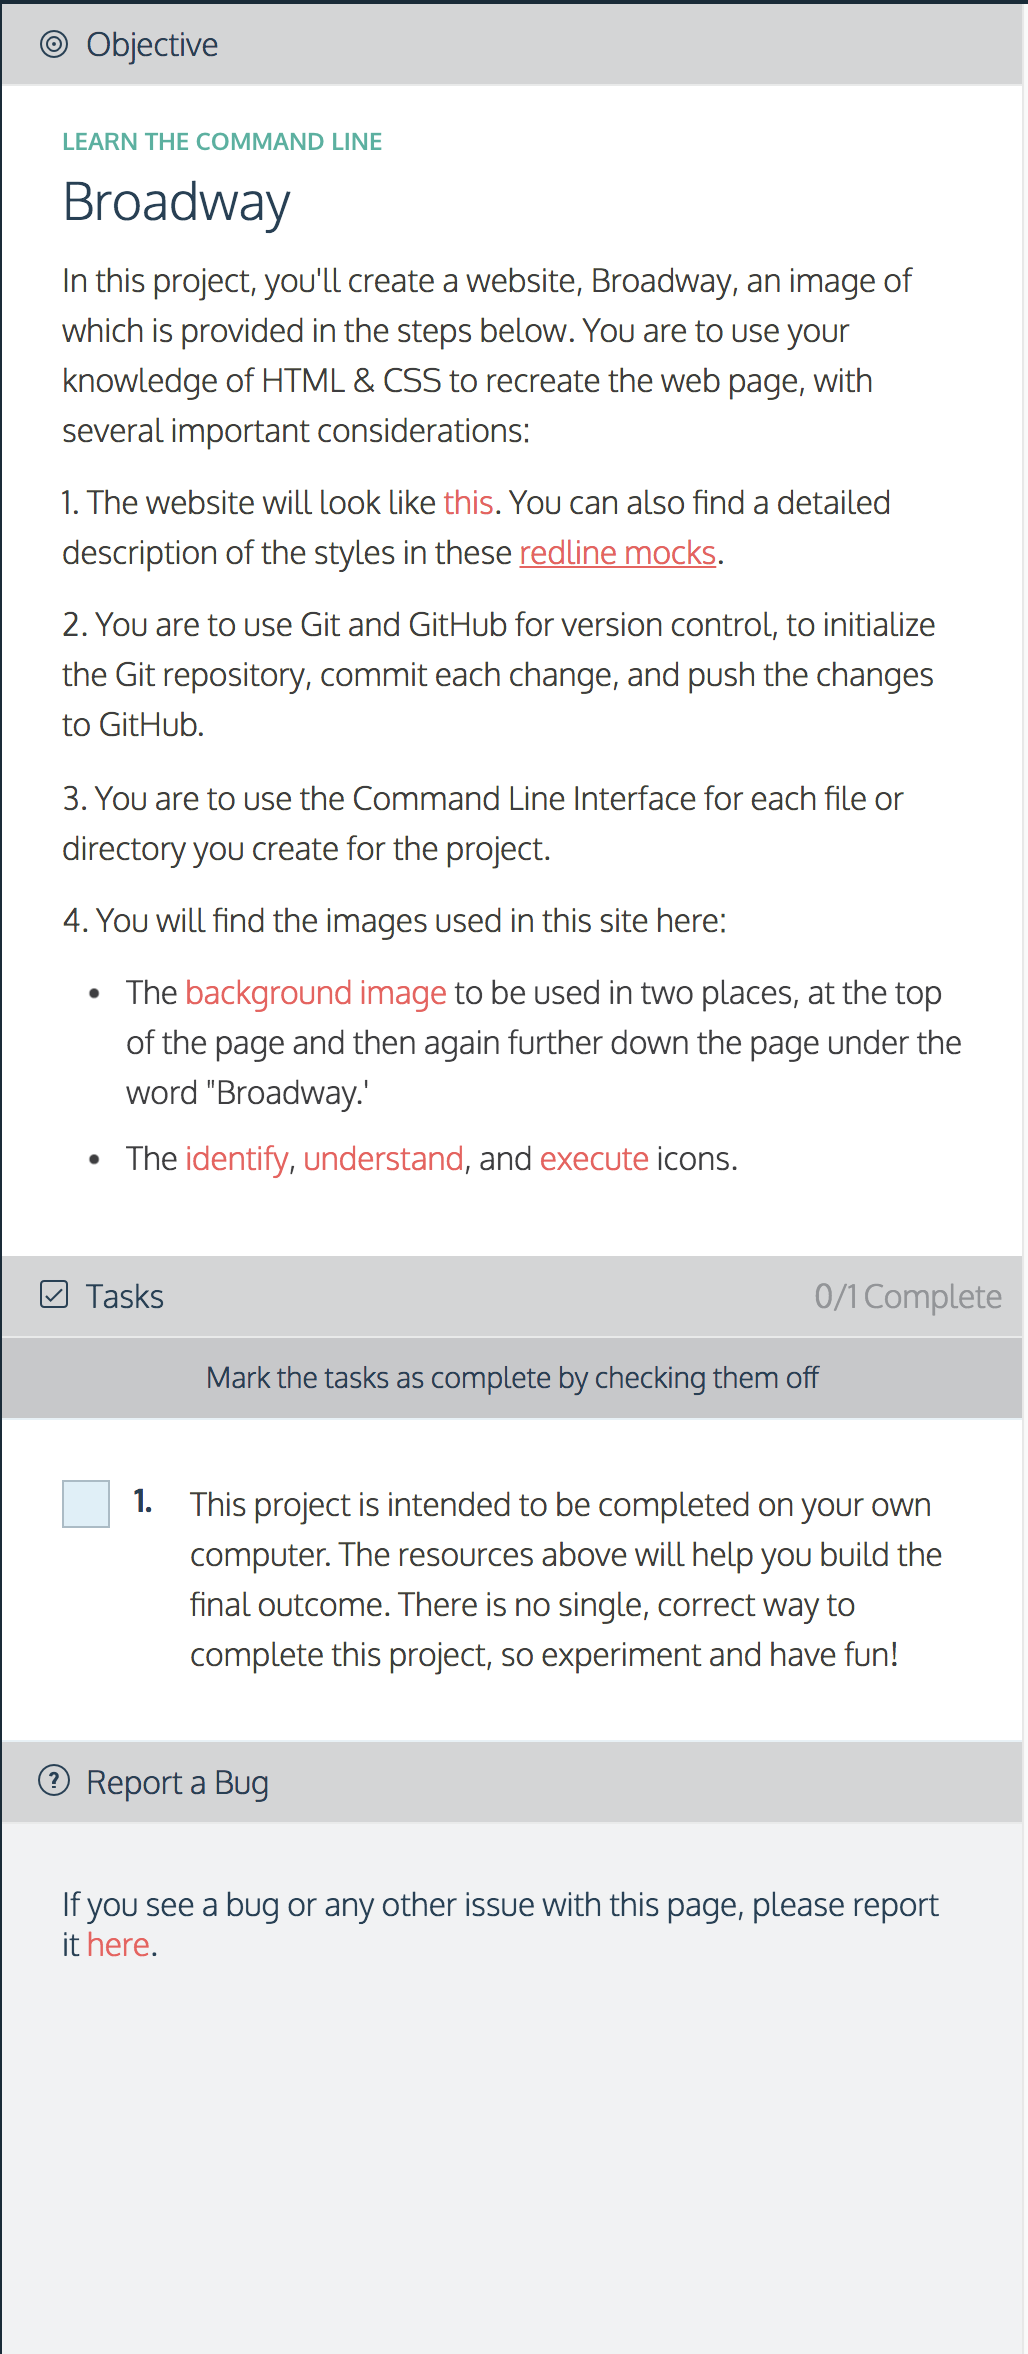 Objective
LEARN THE COMMAND LINE
Broadway
In this project, you'll create a website, Broadway, an image of
which is provided in the steps below. You are to use your
knowledge of HTML & CSS to recreate the web page, with
several important considerations:
1. The website will look like this. You can also find a detailed
description of the styles in these redline mocks.
2. You are to use Git and GitHub for version control, to initialize
the Git repository, commit each change, and push the changes
to GitHub.
3. You are to use the Command Line Interface for each file or
directory you create for the project.
4. You will find the images used in this site here:
• The background image to be used in two places, at the top
of the page and then again further down the page under the
word "Broadway.'
• The identify, understand, and execute icons.
Tasks 0/1 Complete
Mark the tasks as complete by checking them off
1. This project is intended to be completed on your own
computer. The resources above will help you build the
final outcome. There is no single, correct way to
complete this project, so experiment and have fun!
Report a Bug
If you see a bug or any other issue with this page, please report
it here.